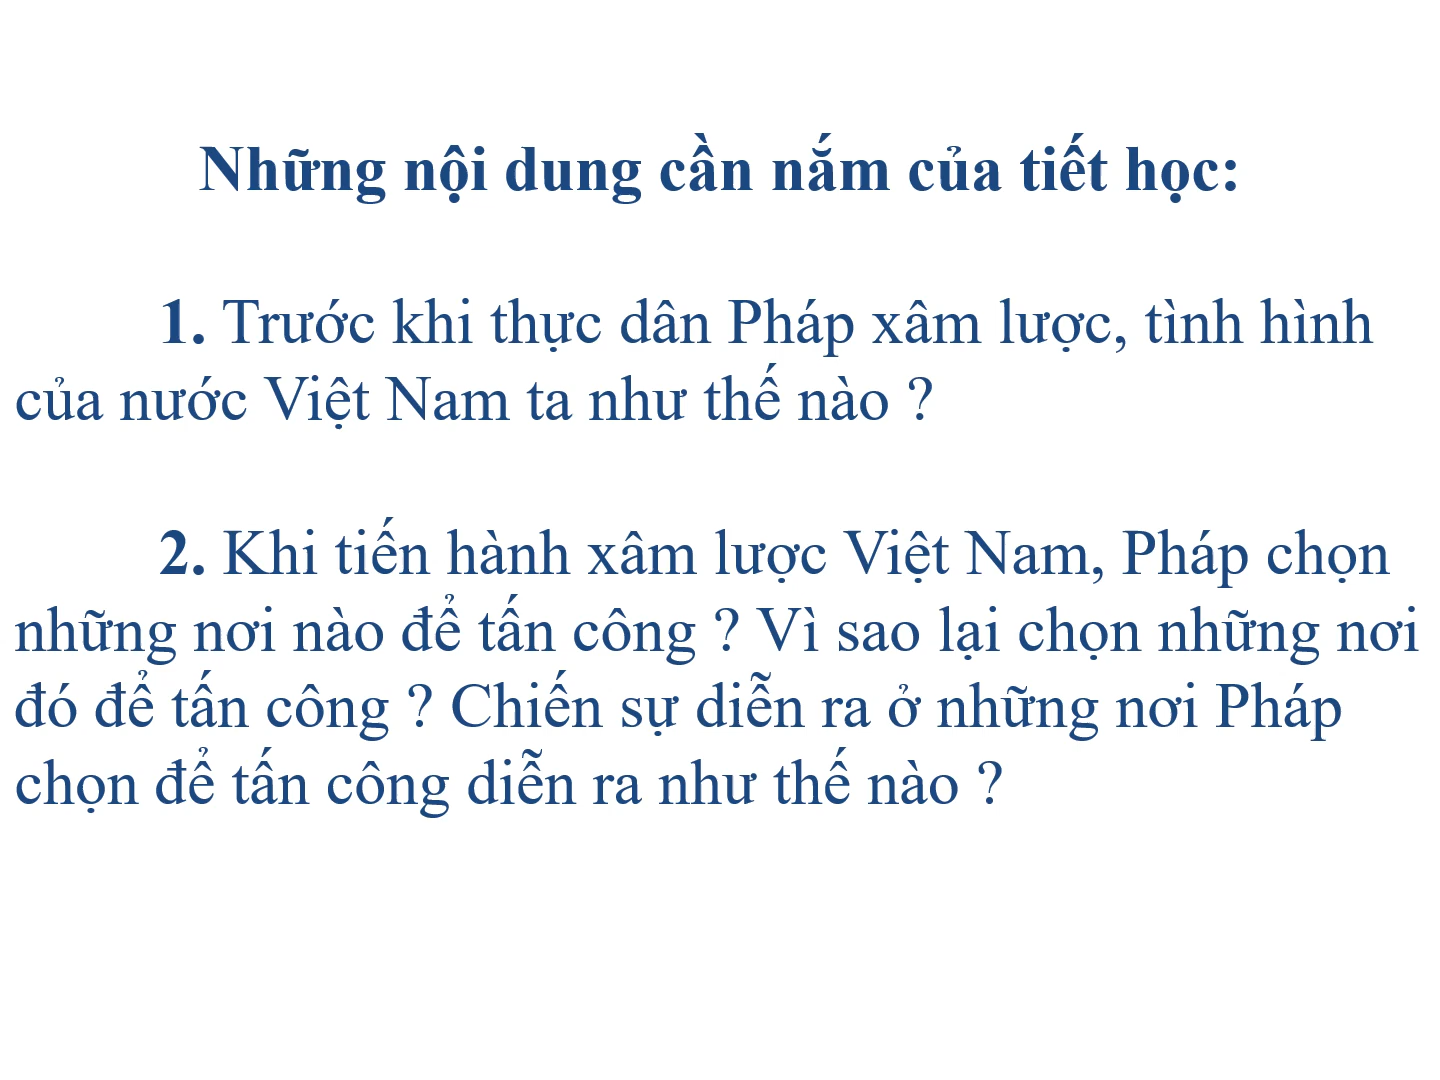 Những nội dung cần nắm của tiết học:
1. Trước khi thực dân Pháp xâm lược, tình hình
của nước Việt Nam ta như thế nào ?
2. Khi tiến hành xâm lược Việt Nam, Pháp chọn
những nơi nào để tấn công ? Vì sao lại chọn những nơi
đó để tấn công ? Chiến sự diễn ra ở những nơi Pháp
chọn để tấn công diễn ra như thế nào ?